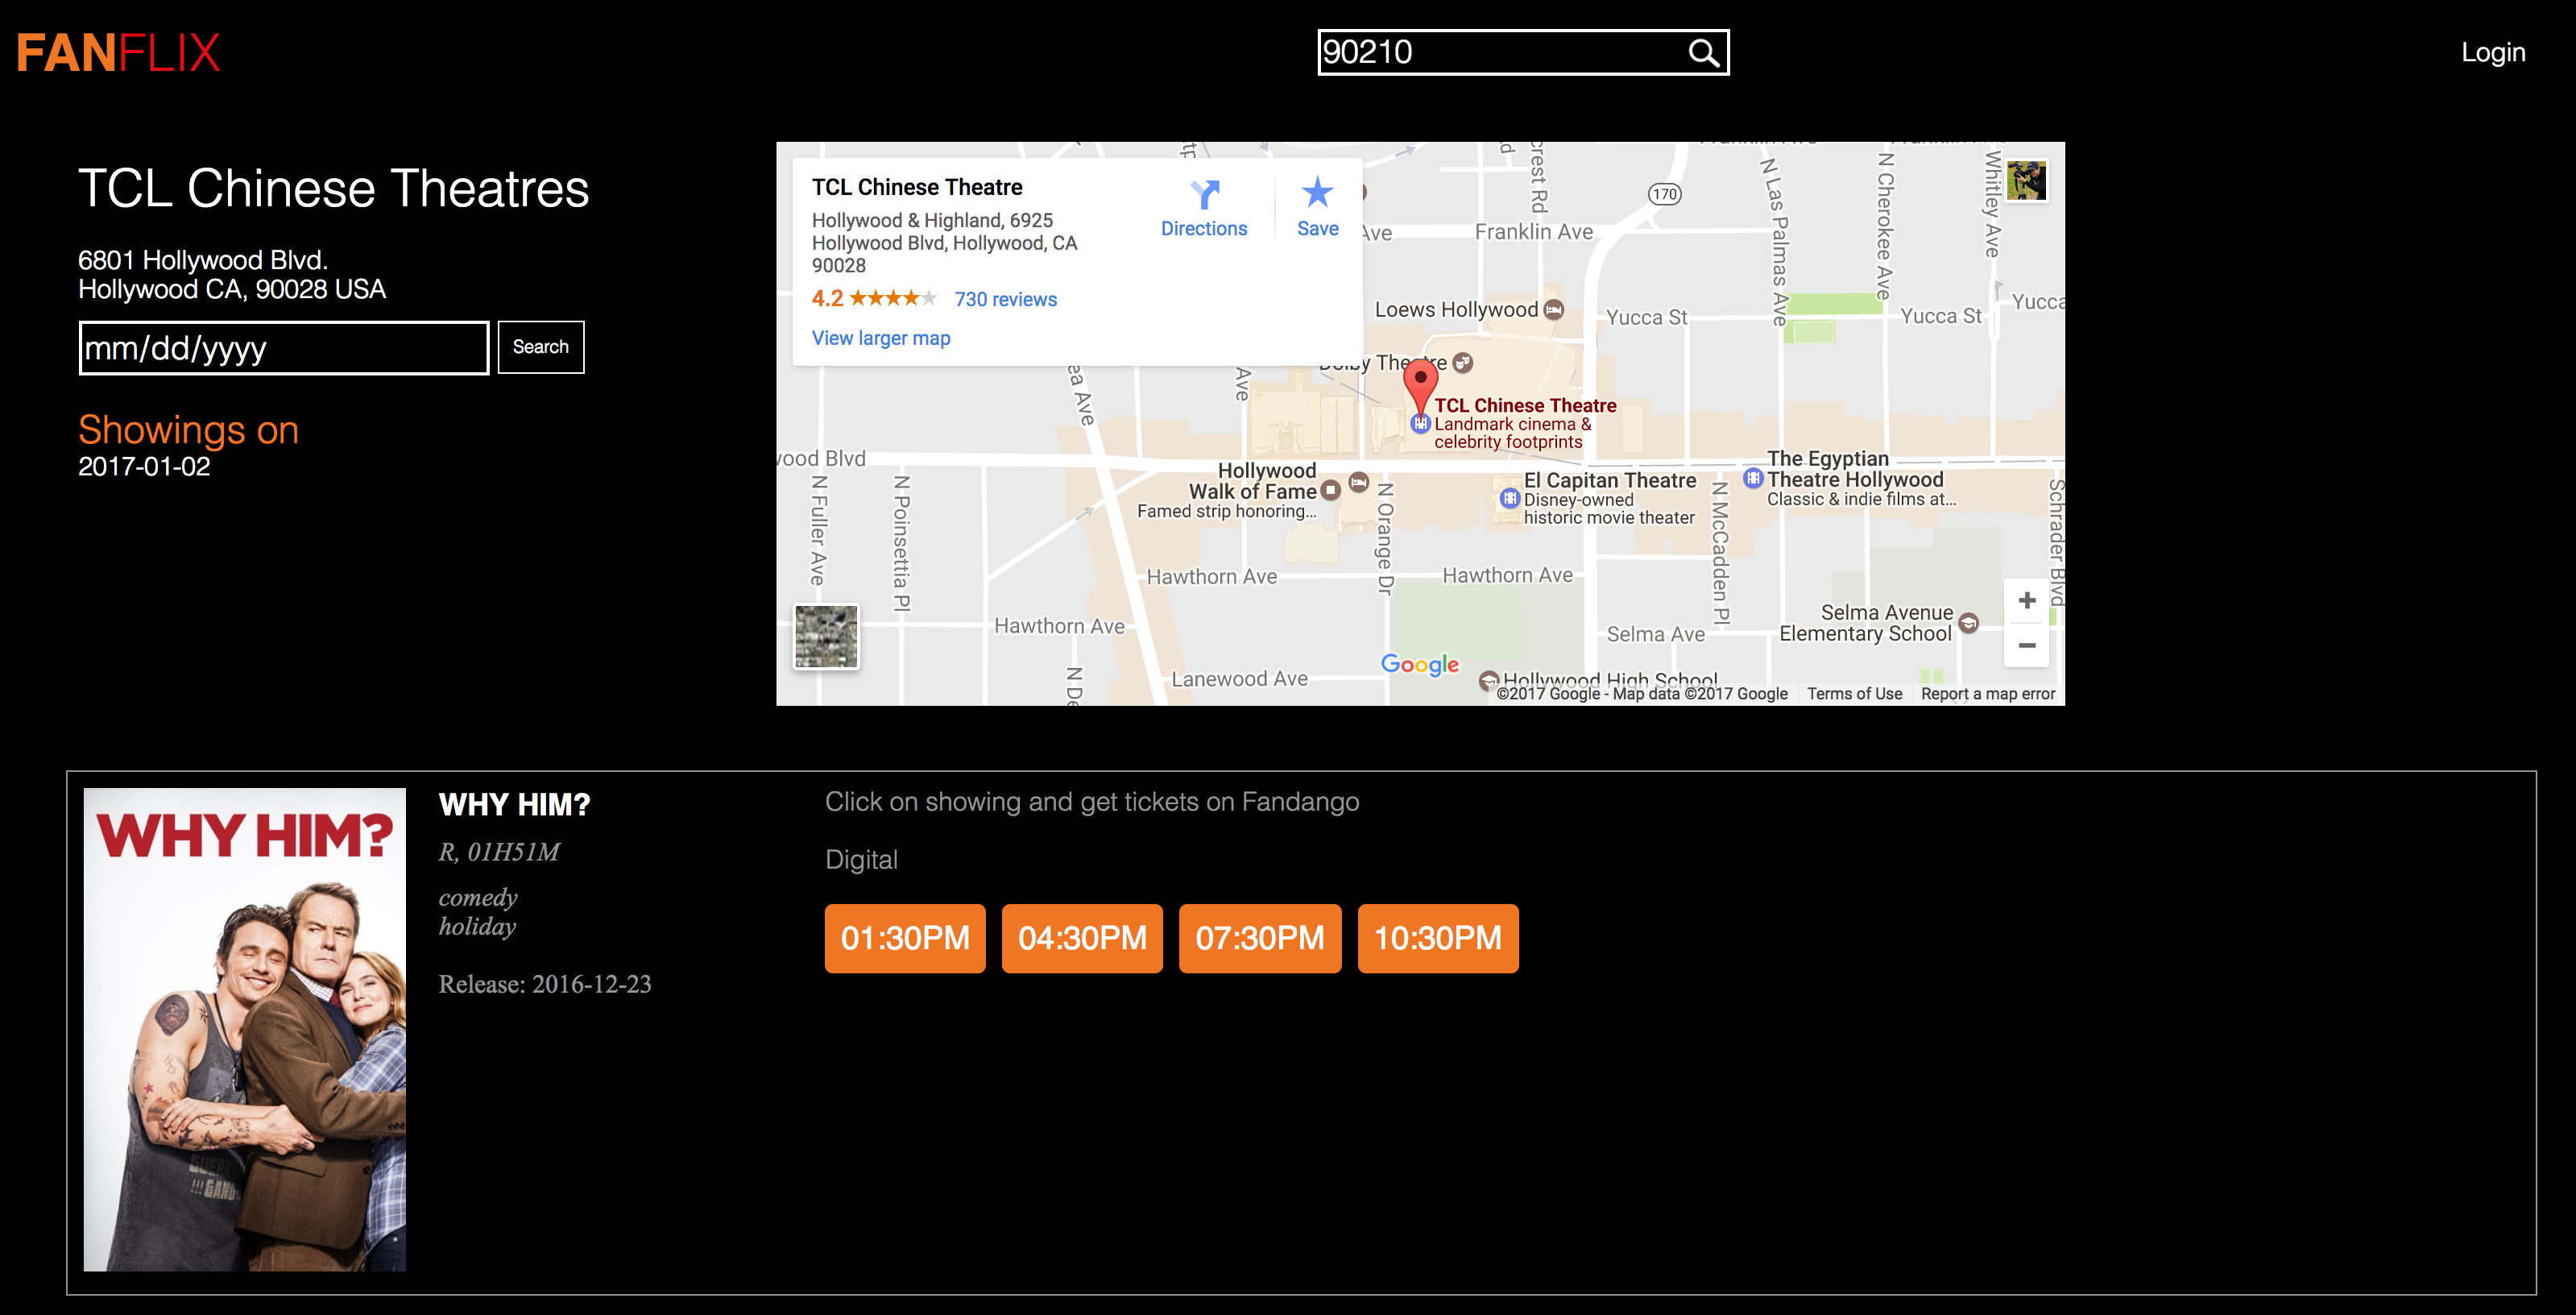 FANFLIX
90210
Login
TCL Chinese Theatres
6801 Hollywood Blvd.
Hollywood CA, 90028 USA
mm/dd/yyyy
Search
Showings on
2017-01-02
TCL Chinese Theatre
Hollywood & Highland, 6925
Hollywood Blvd, Hollywood, CA
90028
4.2
730 reviews
View larger map
Directions
Save
170
Franklin Ave
Ave
N Las Palmas Ave
N Cherokee Ave
Whitley Ave
Loews Hollywood
Yucca St
Yucca St
Yucca
TCL Chinese Theatre
Landmark cinema &
celebrity footprints
Ave
N Fuller Ave
N Poinsettia Pl
Hollywood
Walk of Fame
Famed strip honoring...
N Orange Dr
El Capitan Theatre
Disney-owned
historic movie theater
N McCadden Pl
The Egyptian
Theatre Hollywood
Classic & indie films at...
Schrader Blvd
Hawthorn Ave
Hawthorn Ave
Hawthorn Ave
Selma Ave
Selma Avenue
Elementary School
Lanewood Ave
Google
Hollywood High School
©2017 Google - Map data ©2017 Google
Terms of Use
Report a map error
WHY HIM?
GUERRILLA
!!! GANG
WHY HIM?
R, 01H51M
comedy
holiday
Release: 2016-12-23
Click on showing and get tickets on Fandango
Digital
01:30PM
04:30PM
07:30PM
10:30PM